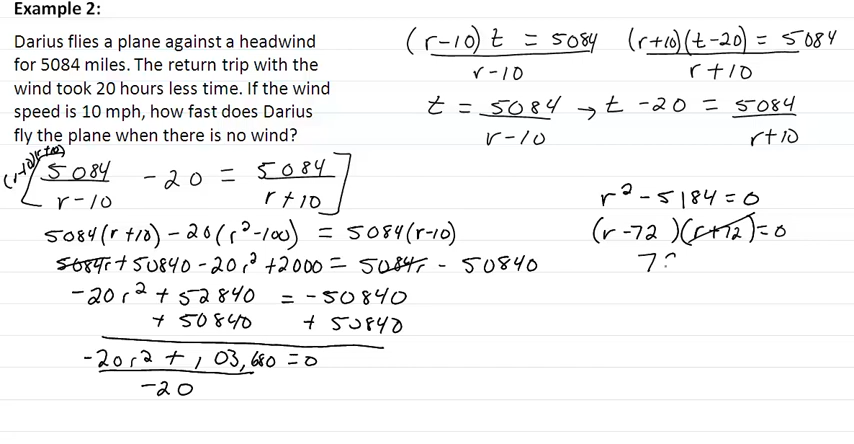 Example 2:
Darius flies a plane against a headwind
for 5084 miles. The return trip with the
wind took 20 hours less time. If the wind
speed is 10 mph, how fast does Darius
fly the plane when there is no wind?
(r-10) t = 5084
r-10
(r+10)(t-20) = 5084
r+10
t = 5084 → t - 20 = 5084
r-10 r+10
(r-10)(r+10)
[ 5084 - 20 = 5084 ]
r-10 r+10
5084(r+10) - 20(r²-100) = 5084(r-10)
5084r + 50840 - 20r² + 2000 = 5084r - 50840
-20r² + 52840 = -50840
+ 50840 + 50840
-20r² + 103,680 = 0
-20
r² - 5184 = 0
(r-72)(r+72) = 0